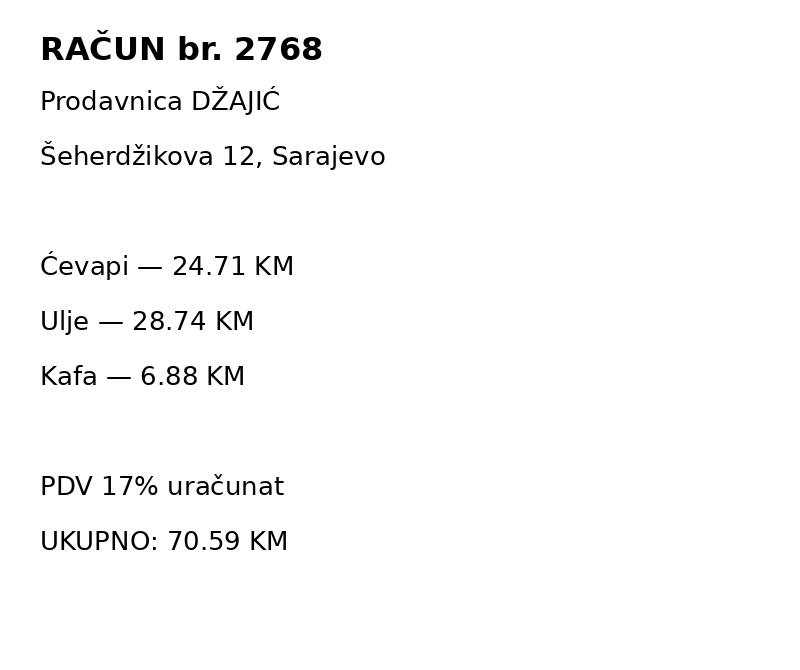 RAČUN br. 2768
Prodavnica DŽAJIĆ
Šeherdžikova 12, Sarajevo
Ćevapi — 24.71 KM
Ulje — 28.74 KM
Kafa — 6.88 KM
PDV 17% uračunat
UKUPNO: 70.59 KM